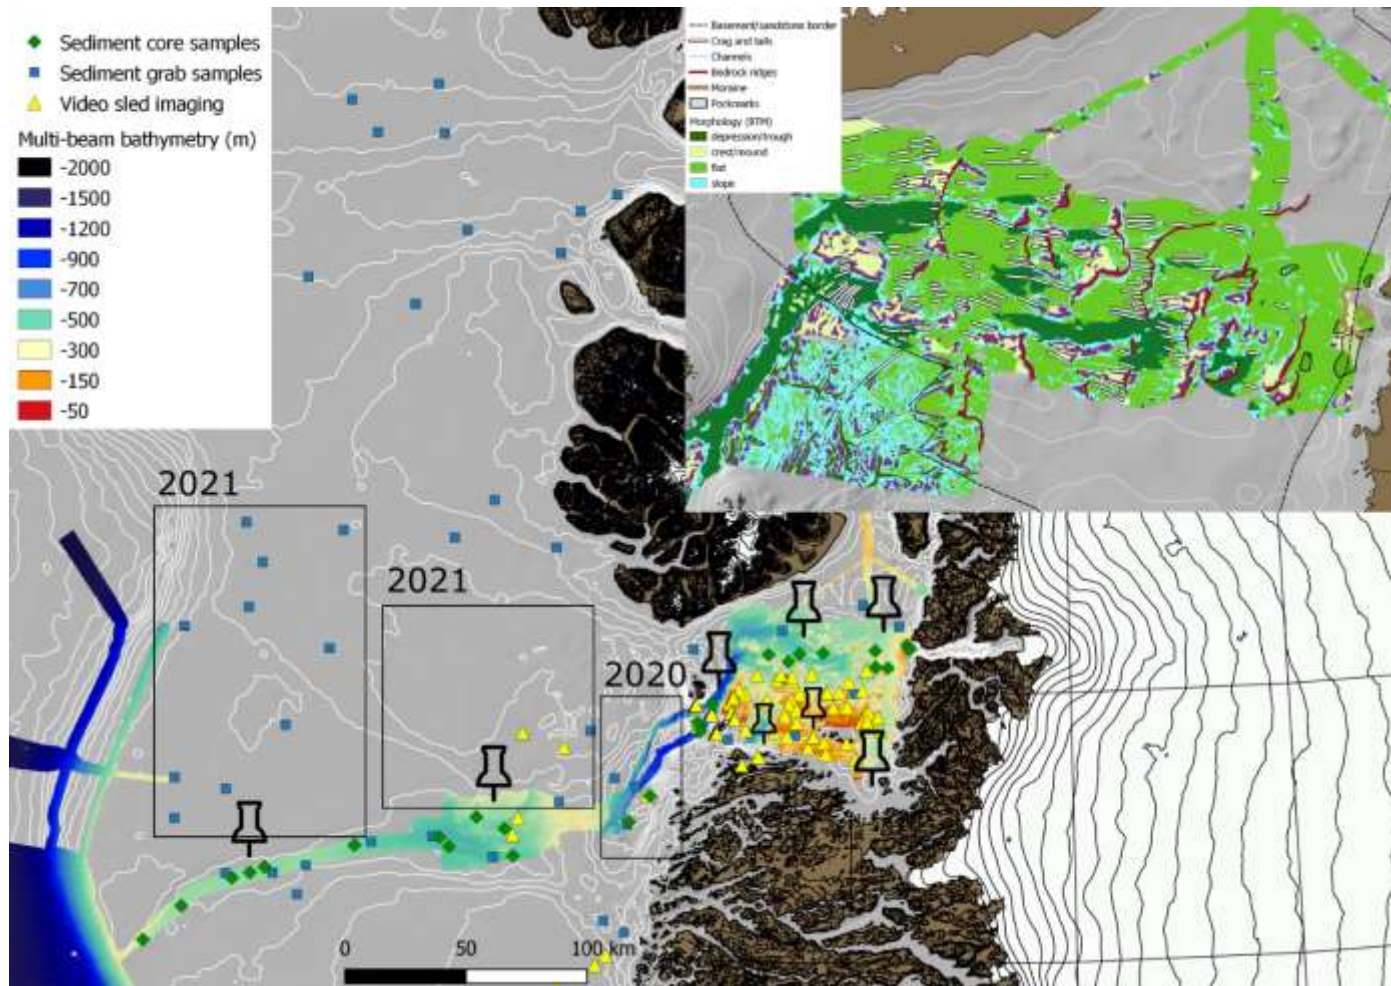 Sediment core samples
Sediment grab samples
Video sled imaging
Multi-beam bathymetry (m)
-2000
-1500
-1200
-900
-700
-500
-300
-150
-50
Basement/sandstone border
Crag and tails
Channels
Bedrock ridges
Moraine
Pockmarks
Morphology (BTM)
depression/trough
crest/mound
flat
slope
2021
2021
2020
0 50 100 km